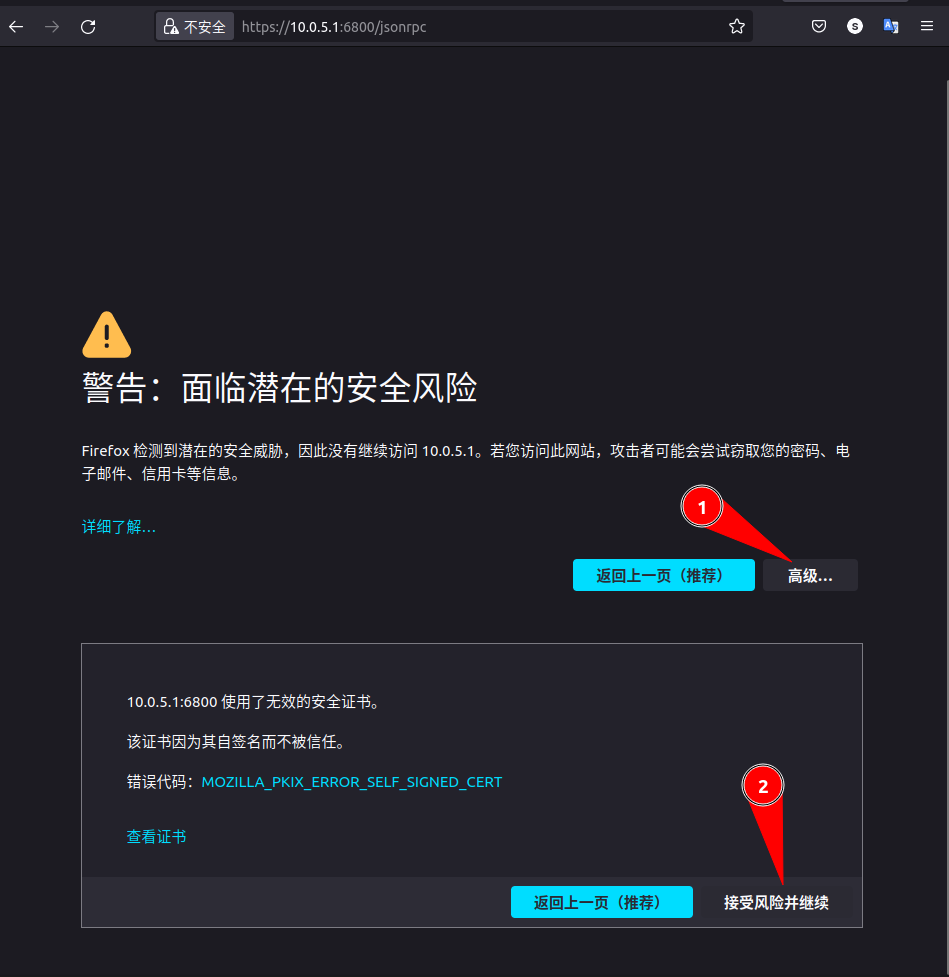 不安全 https://10.0.5.1:6800/jsonrpc S
警告：面临潜在的安全风险
Firefox 检测到潜在的安全威胁，因此没有继续访问 10.0.5.1。若您访问此网站，攻击者可能会尝试窃取您的密码、电
子邮件、信用卡等信息。
详细了解…
1
返回上一页（推荐） 高级…
10.0.5.1:6800 使用了无效的安全证书。
该证书因为其自签名而不被信任。
错误代码：MOZILLA_PKIX_ERROR_SELF_SIGNED_CERT
2
查看证书
返回上一页（推荐） 接受风险并继续